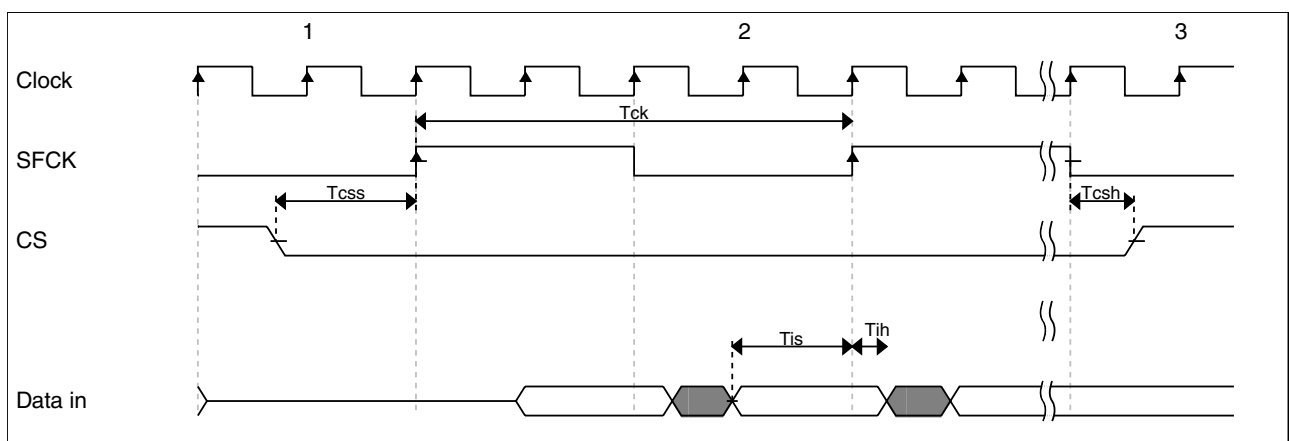 1 2 3
Clock
Tck
SFCK
Tcss Tcsh
CS
Tis Tih
Data in